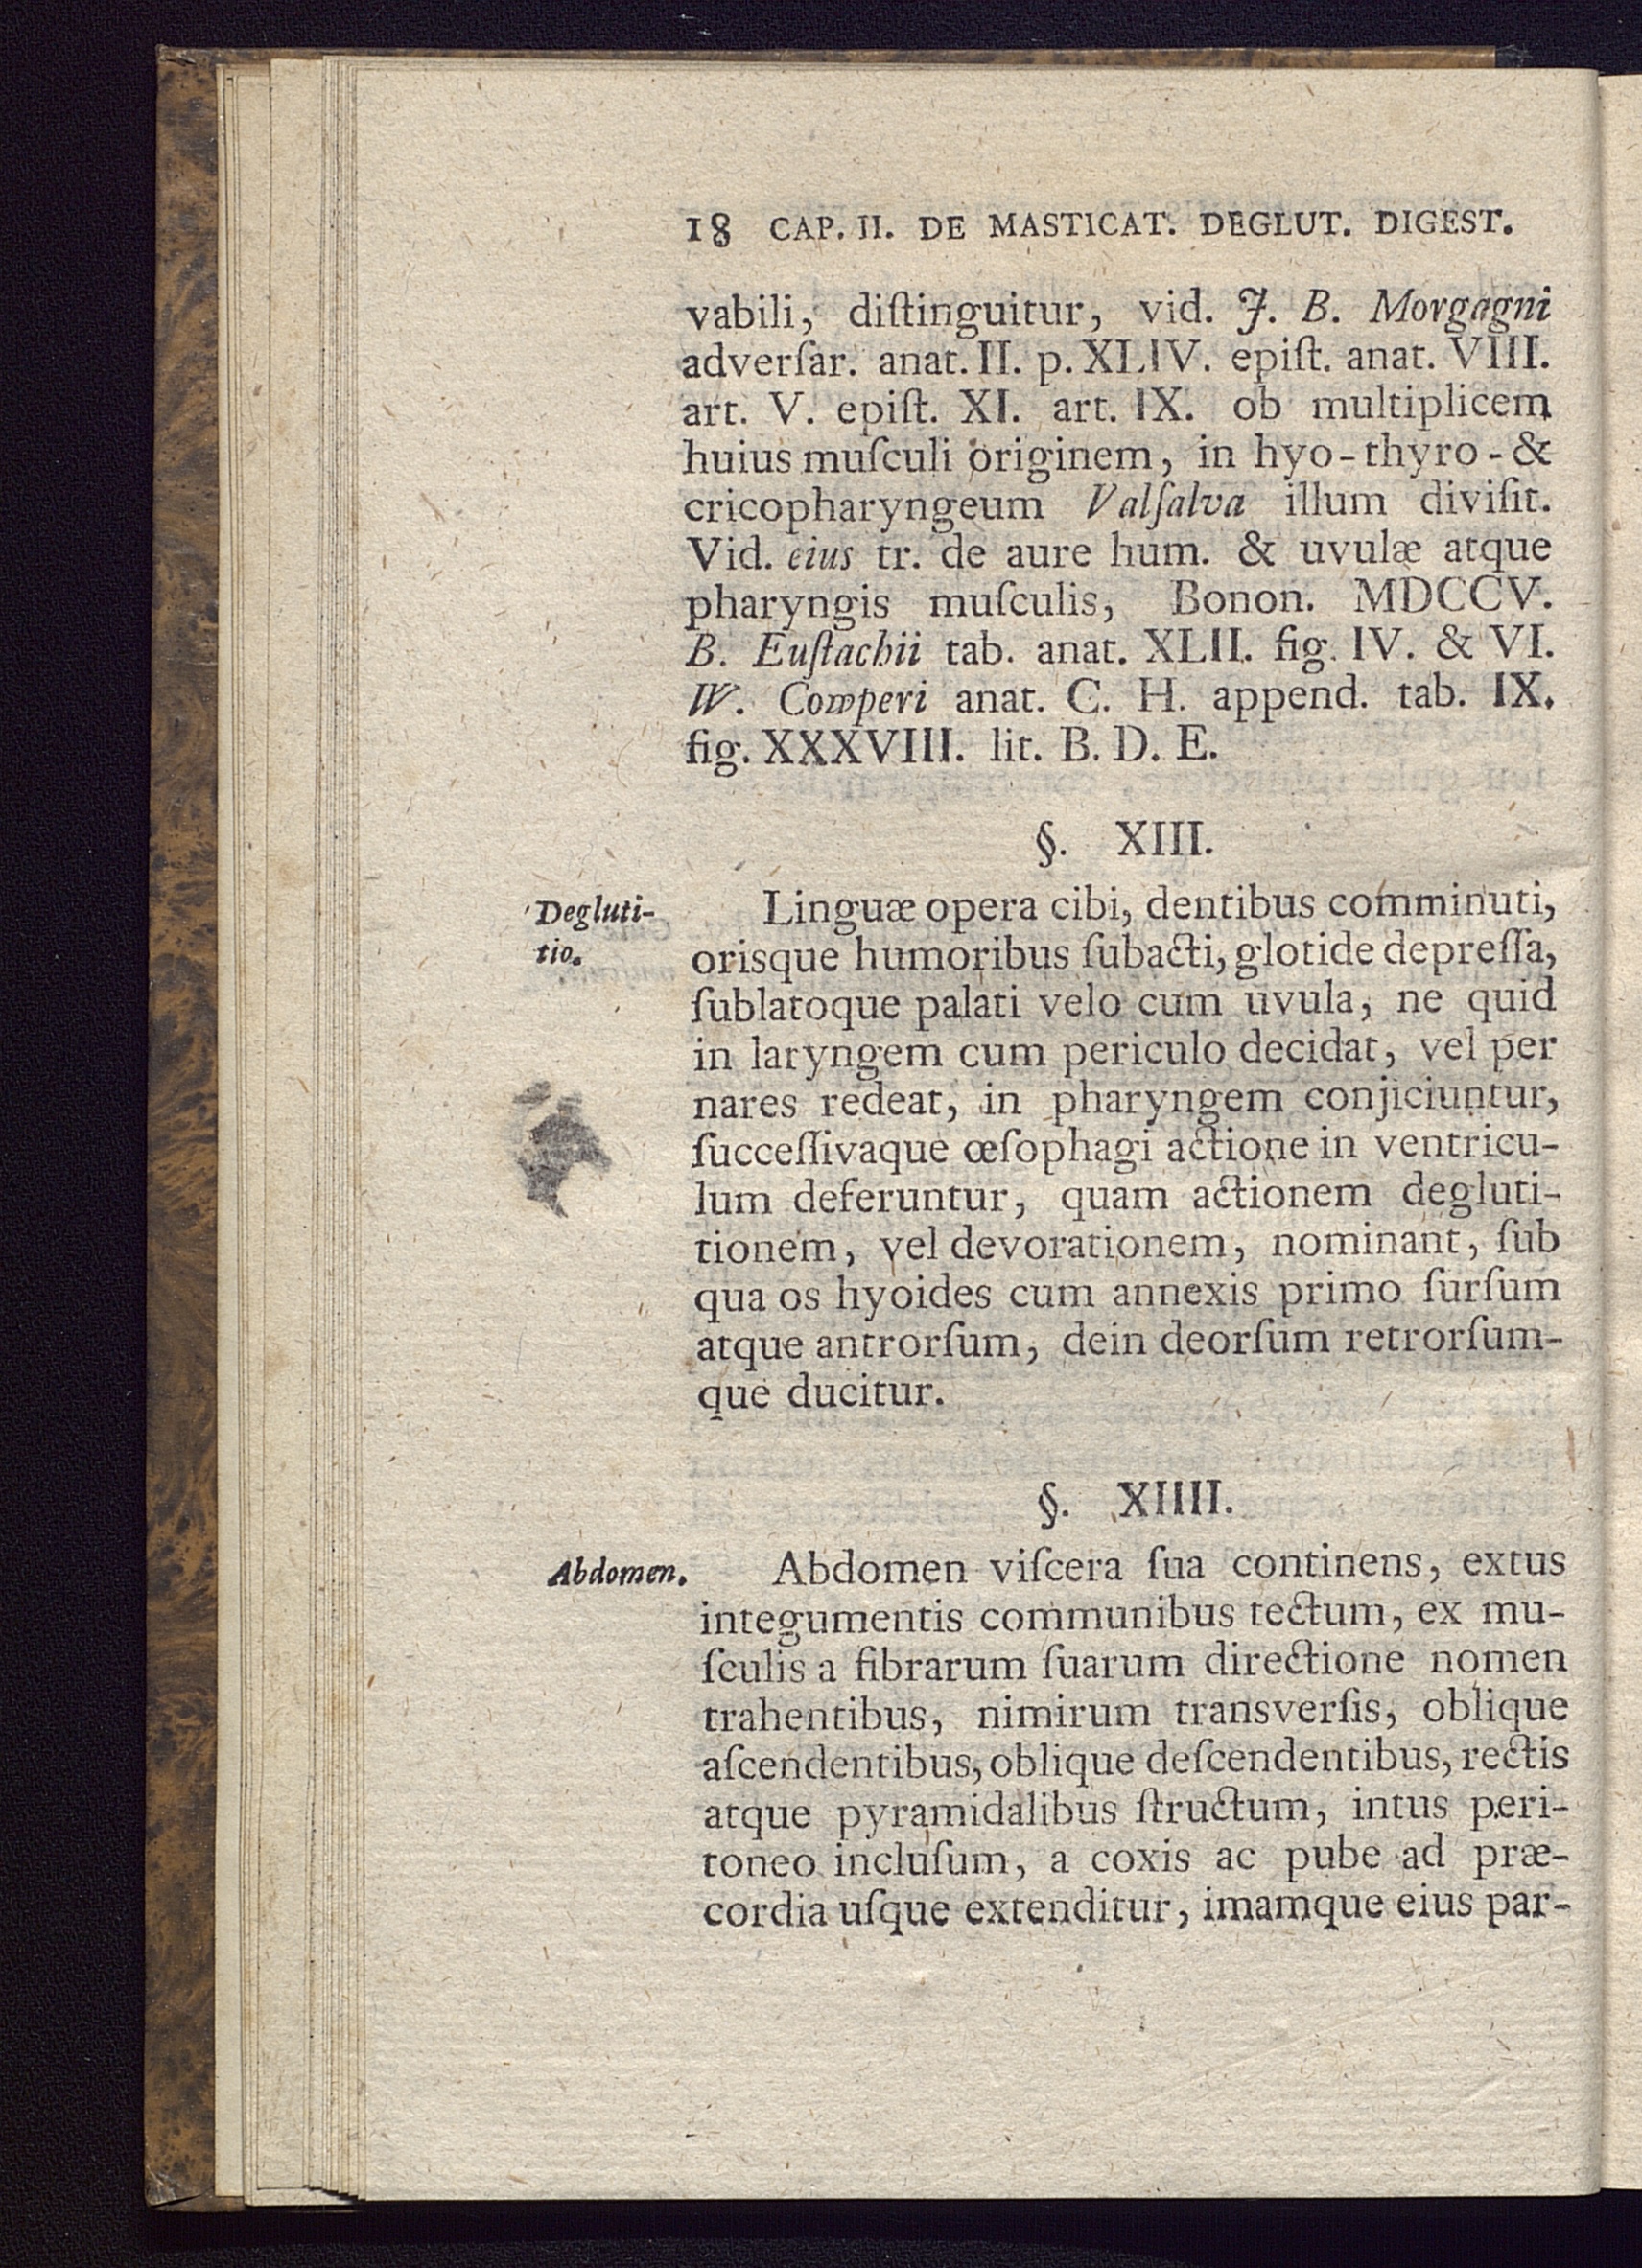 18 CAP. II. DE MASTICAT. DEGLUT. DIGEST.
vabili, diſtinguitur, vid. J. B. Morgagni
adverſar. anat. II. p. XLIV. epiſt. anat. VIII.
art. V. epiſt. XI. art. IX. ob multiplicem
huius muſculi originem, in hyo-thyro-&
cricopharyngeum Valſalva illum diviſit.
Vid. eius tr. de aure hum. & uvulæ atque
pharyngis muſculis, Bonon. MDCCV.
B. Euſtachii tab. anat. XLII. fig. IV. & VI.
W. Cowperi anat. C. H. append. tab. IX.
fig. XXXVIII. lit. B. D. E.
§. XIII.
Degluti-
tio.
Linguæ opera cibi, dentibus comminuti,
orisque humoribus ſubacti, glotide depreſſa,
ſublatoque palati velo cum uvula, ne quid
in laryngem cum periculo decidat, vel per
nares redeat, in pharyngem conjiciuntur,
ſucceſſivaque œſophagi actione in ventricu-
lum deferuntur, quam actionem degluti-
tionem, vel devorationem, nominant, ſub
qua os hyoides cum annexis primo ſurſum
atque antrorſum, dein deorſum retrorſum-
que ducitur.
§. XIIII.
Abdomen.
Abdomen viſcera ſua continens, extus
integumentis communibus tectum, ex mu-
ſculis a fibrarum ſuarum directione nomen
trahentibus, nimirum transverſis, oblique
aſcendentibus, oblique deſcendentibus, rectis
atque pyramidalibus ſtructum, intus peri-
toneo incluſum, a coxis ac pube ad præ-
cordia uſque extenditur, imamque eius par-